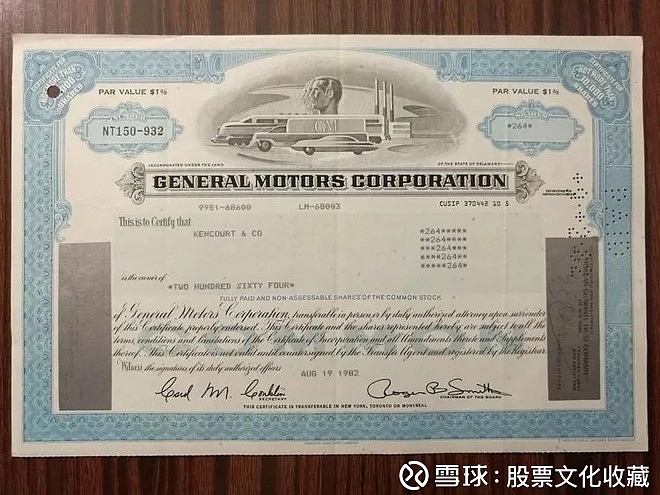 PAR VALUE $1⅔
PAR VALUE $1⅔
NUMBER
NT150-932
*264*
GM
INCORPORATED UNDER THE LAWS
OF THE STATE OF DELAWARE
GENERAL MOTORS CORPORATION
9981-68600 LM-68003 CUSIP 370442 10 5
This is to Certify that
KENCOURT & CO
*264*****
**264****
***264***
****264**
*****264*
is the owner of
*TWO HUNDRED SIXTY FOUR*
FULLY PAID AND NON-ASSESSABLE SHARES OF THE COMMON STOCK
of General Motors Corporation, transferable in person or by duly authorized attorney upon surrender
of this Certificate properly endorsed. This Certificate and the shares represented hereby are subject to all the
terms, conditions and limitations of the Certificate of Incorporation and all Amendments thereto and Supplements
thereof. This Certificate is not valid until countersigned by the Transfer Agent and registered by the Registrar.
Witness the signatures of its duly authorized officers
AUG 19 1982
Roger B Smith
SECRETARY
CHAIRMAN OF THE BOARD
THIS CERTIFICATE IS TRANSFERABLE IN NEW YORK, TORONTO OR MONTREAL
雪球:股票文化收藏